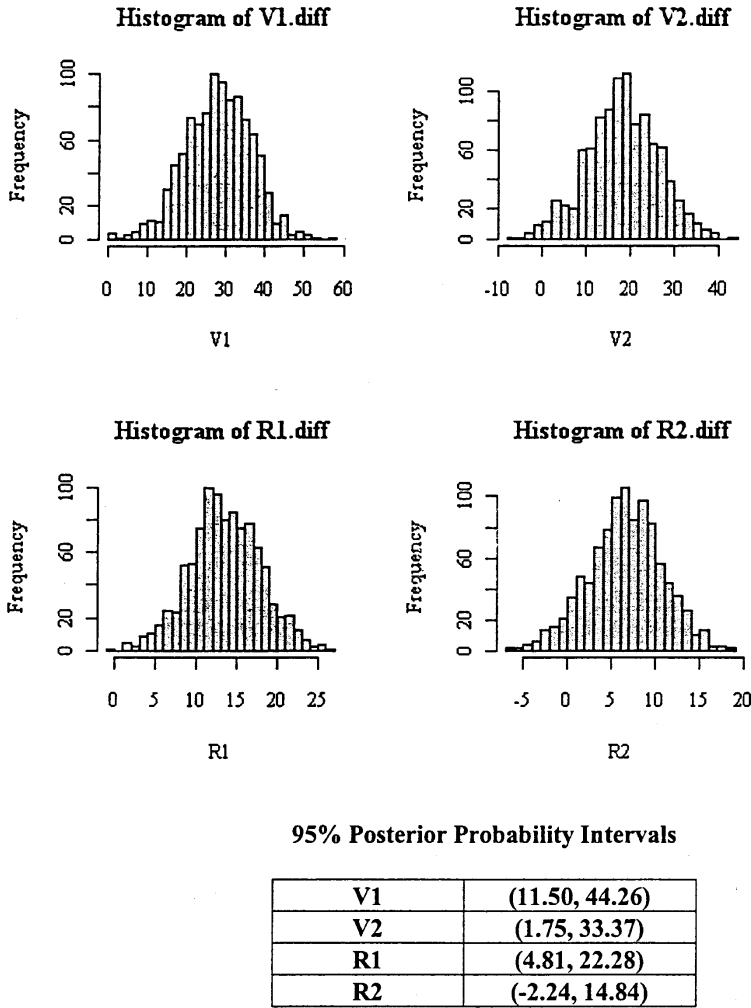 Histogram of V1.diff
Histogram of V2.diff
Frequency
100
60
20
0
0 10 20 30 40 50 60
V1
Frequency
100
60
20
0
-10 0 10 20 30 40
V2
Histogram of R1.diff
Histogram of R2.diff
Frequency
100
60
20
0
0 5 10 15 20 25
R1
Frequency
100
60
20
0
-5 0 5 10 15 20
R2
95% Posterior Probability Intervals
V1 (11.50, 44.26)
V2 (1.75, 33.37)
R1 (4.81, 22.28)
R2 (-2.24, 14.84)